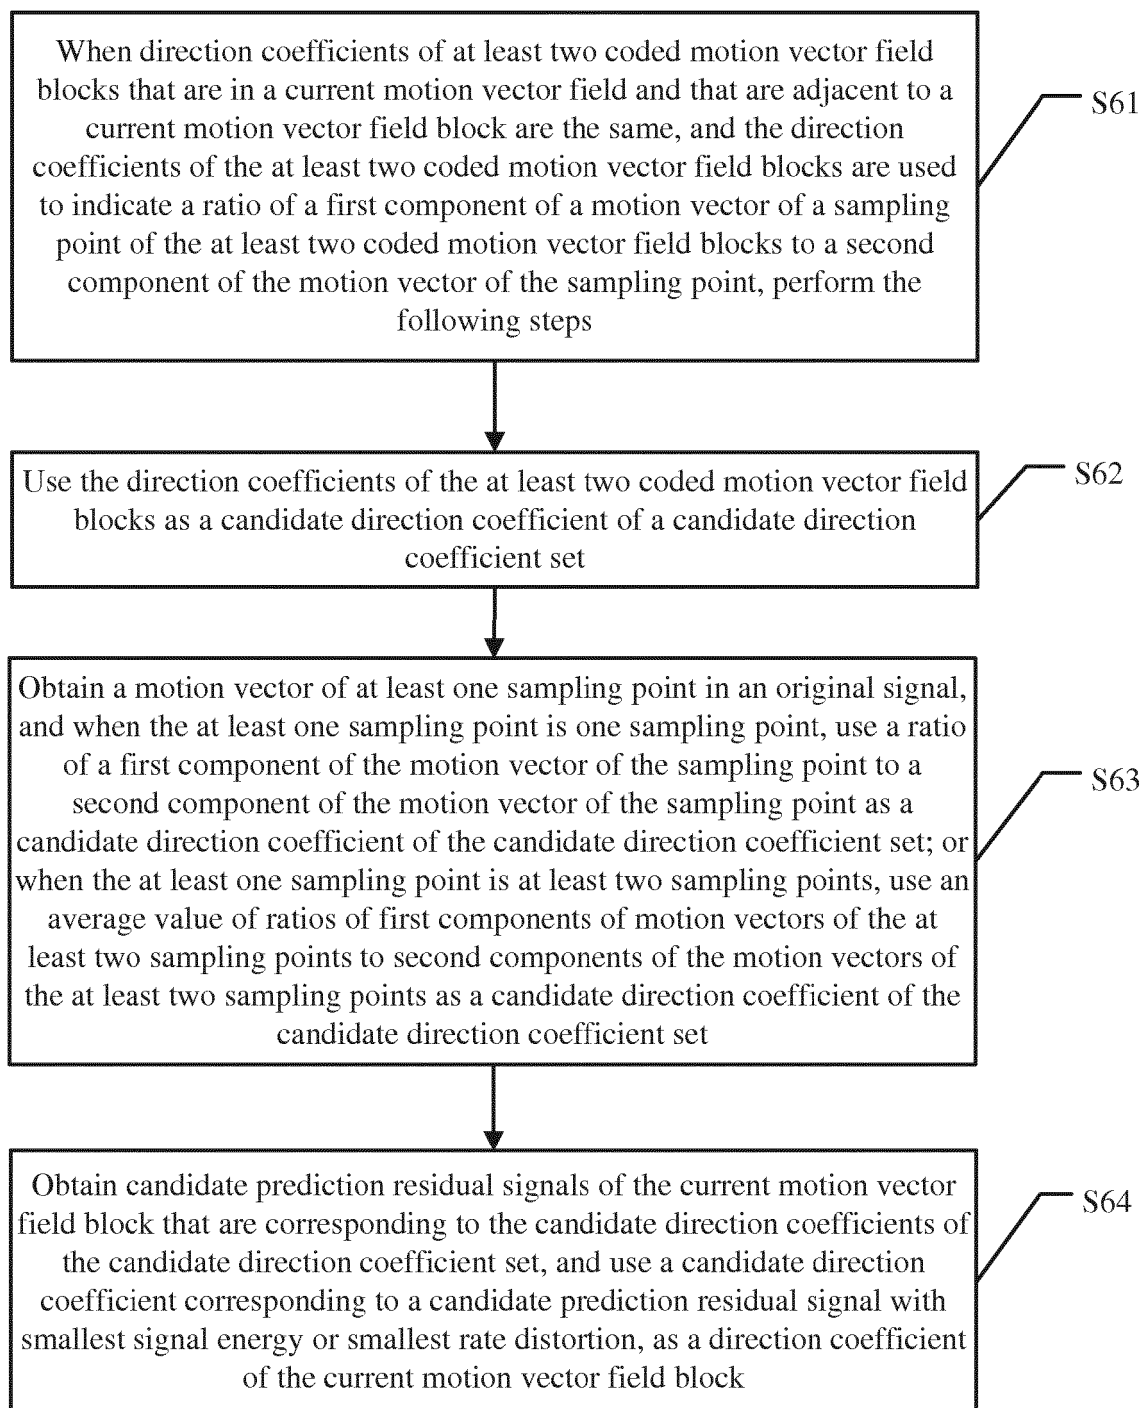 When direction coefficients of at least two coded motion vector field
blocks that are in a current motion vector field and that are adjacent to a
current motion vector field block are the same, and the direction
coefficients of the at least two coded motion vector field blocks are used
to indicate a ratio of a first component of a motion vector of a sampling
point of the at least two coded motion vector field blocks to a second
component of the motion vector of the sampling point, perform the
following steps
S61
Use the direction coefficients of the at least two coded motion vector field
blocks as a candidate direction coefficient of a candidate direction
coefficient set
S62
Obtain a motion vector of at least one sampling point in an original signal,
and when the at least one sampling point is one sampling point, use a ratio
of a first component of the motion vector of the sampling point to a
second component of the motion vector of the sampling point as a
candidate direction coefficient of the candidate direction coefficient set; or
when the at least one sampling point is at least two sampling points, use an
average value of ratios of first components of motion vectors of the at
least two sampling points to second components of the motion vectors of
the at least two sampling points as a candidate direction coefficient of the
candidate direction coefficient set
S63
Obtain candidate prediction residual signals of the current motion vector
field block that are corresponding to the candidate direction coefficients of
the candidate direction coefficient set, and use a candidate direction
coefficient corresponding to a candidate prediction residual signal with
smallest signal energy or smallest rate distortion, as a direction coefficient
of the current motion vector field block
S64